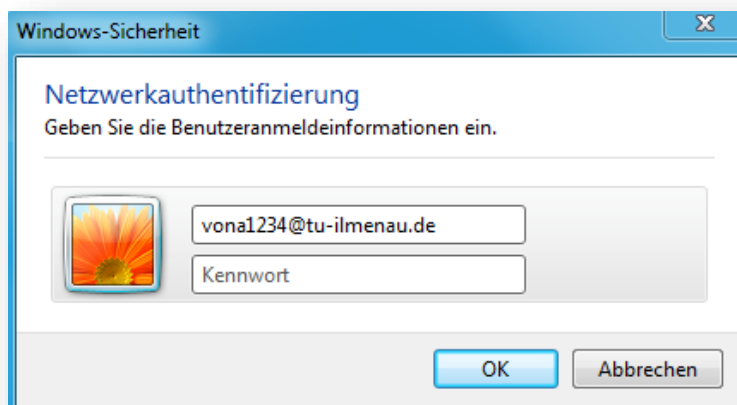 Windows-Sicherheit
Netzwerkauthentifizierung
Geben Sie die Benutzeranmeldeinformationen ein.
vona1234@tu-ilmenau.de
Kennwort
OK Abbrechen